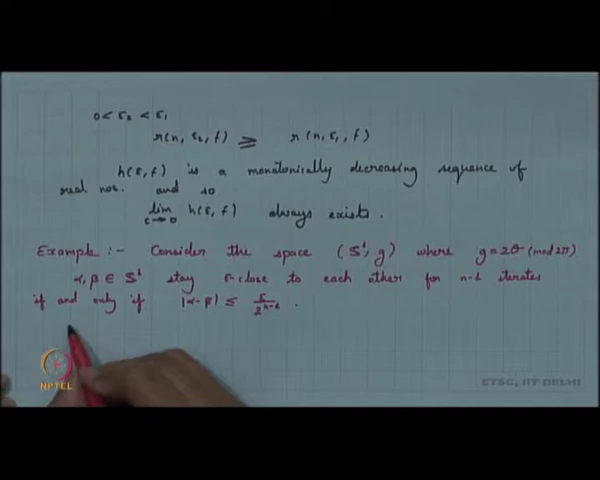 0 < ε₂ < ε₁
r(n, ε₂, f) ≥ r(n, ε₁, f)
h(ε, f) is a monotonically decreasing sequence of
real nos. and so
lim ε→0 h(ε, f) always exists.
Example :- Consider the space (S¹, g) where g = 2θ (mod 2π)
α, β ∈ S¹ stay ε-close to each other for n-1 iterates
if and only if |α-β| ≤ ε/2ⁿ⁻¹ .
NPTEL
ETSC, IIT DELHI